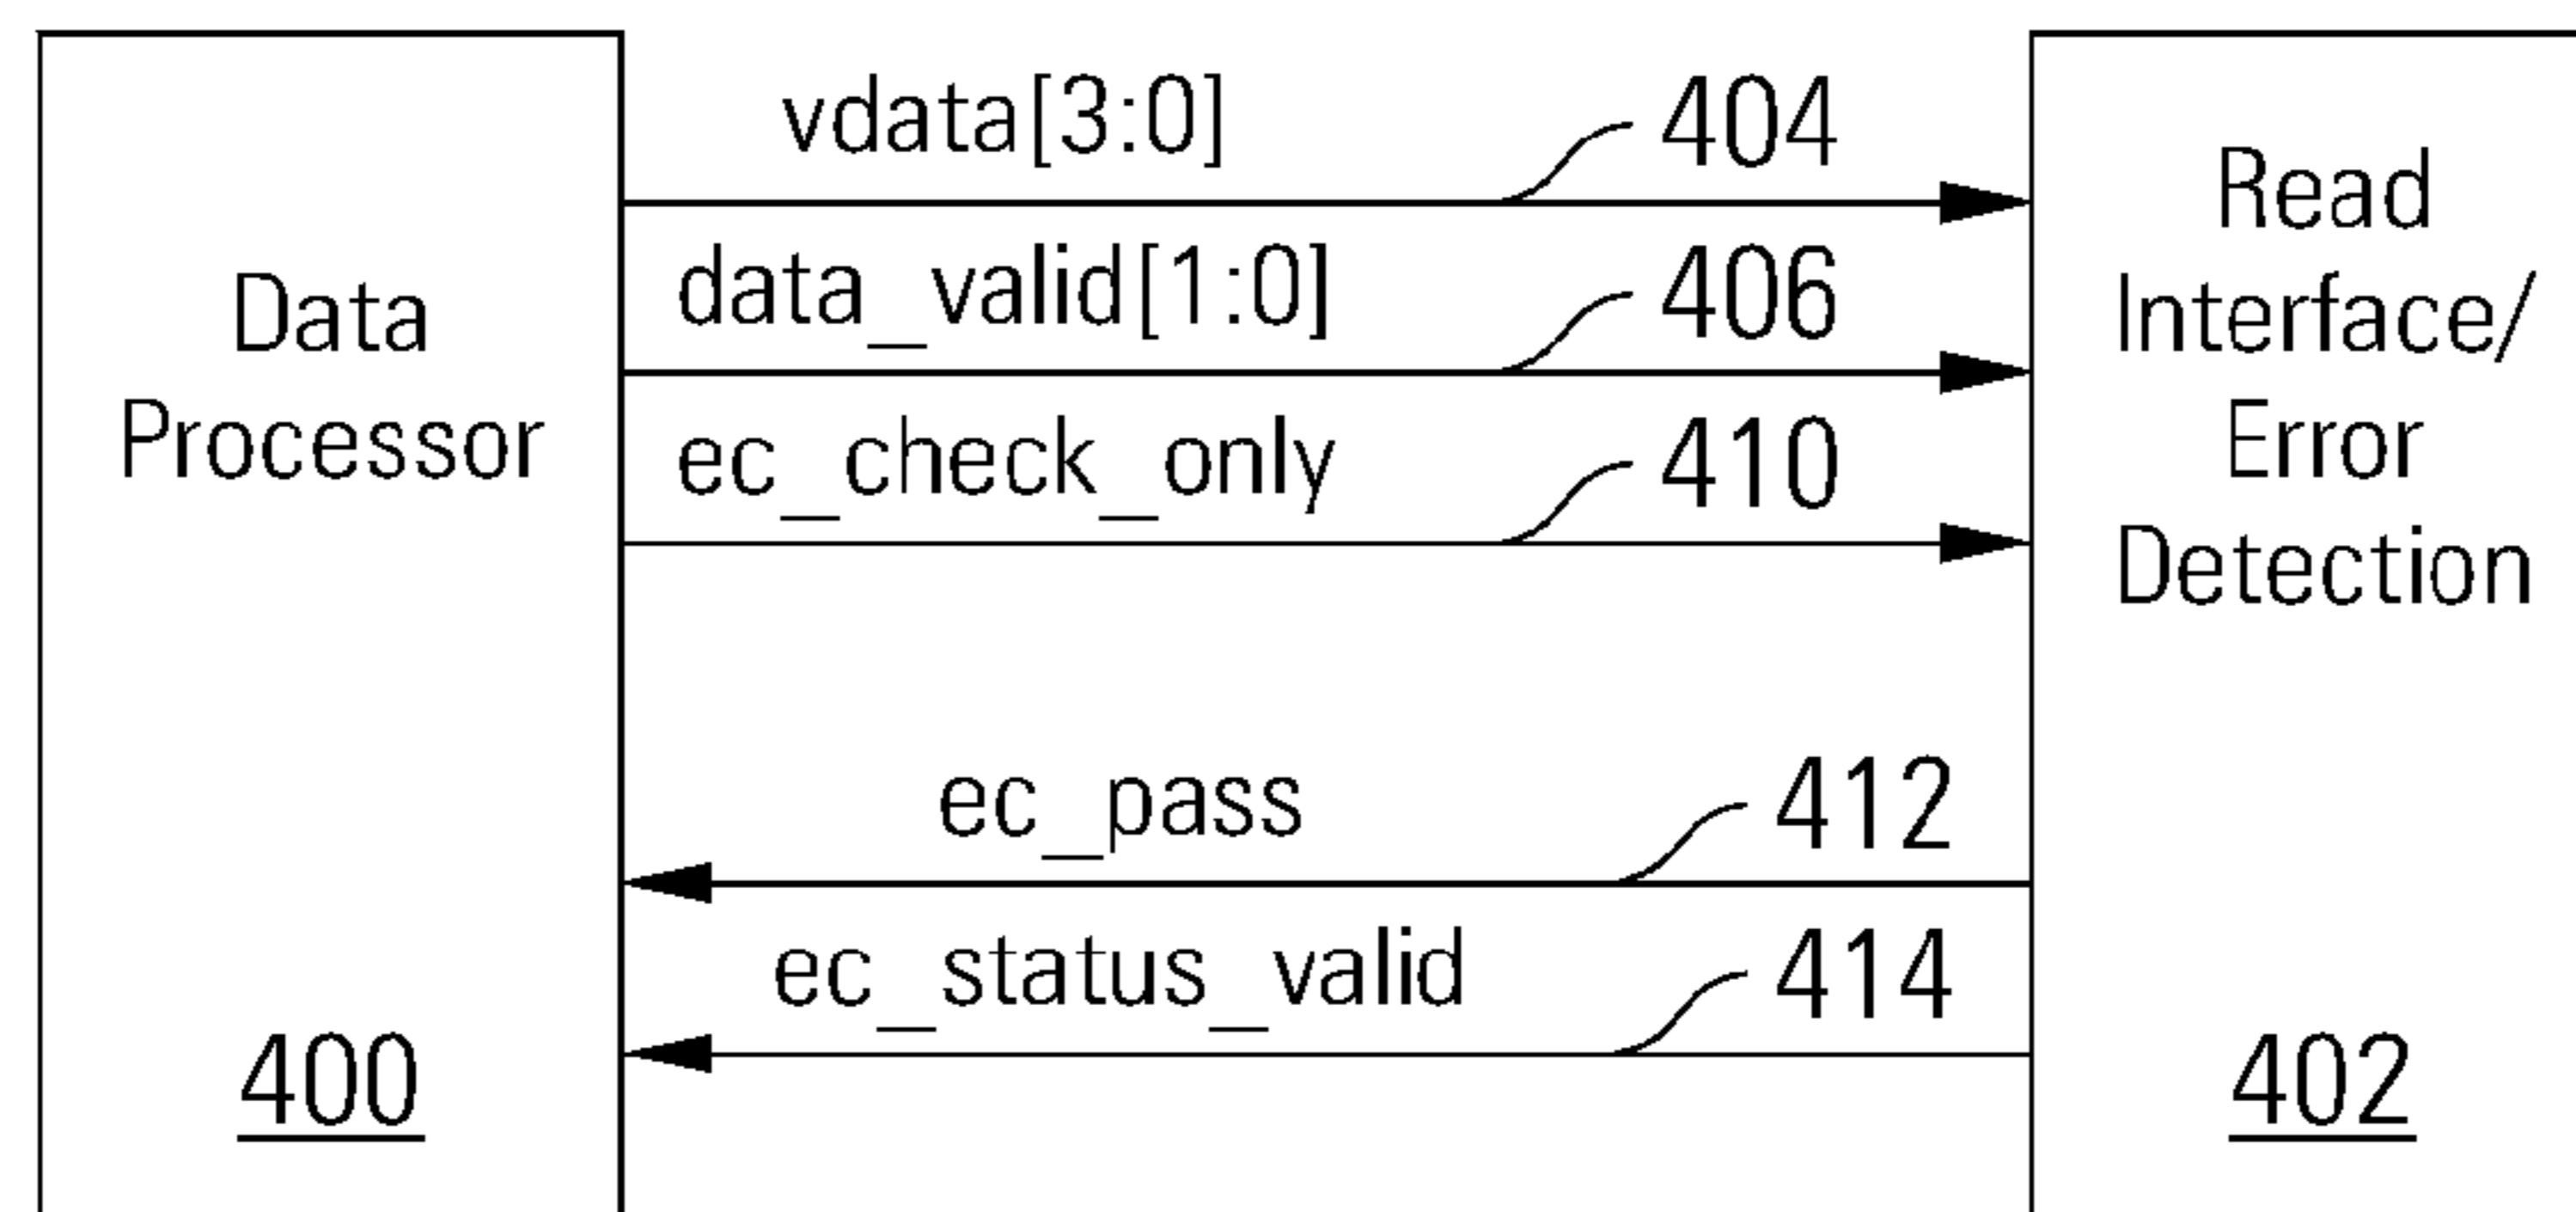 Data
Processor
400
vdata[3:0]
404
data_valid[1:0]
406
ec_check_only
410
ec_pass
412
ec_status_valid
414
Read
Interface/
Error
Detection
402